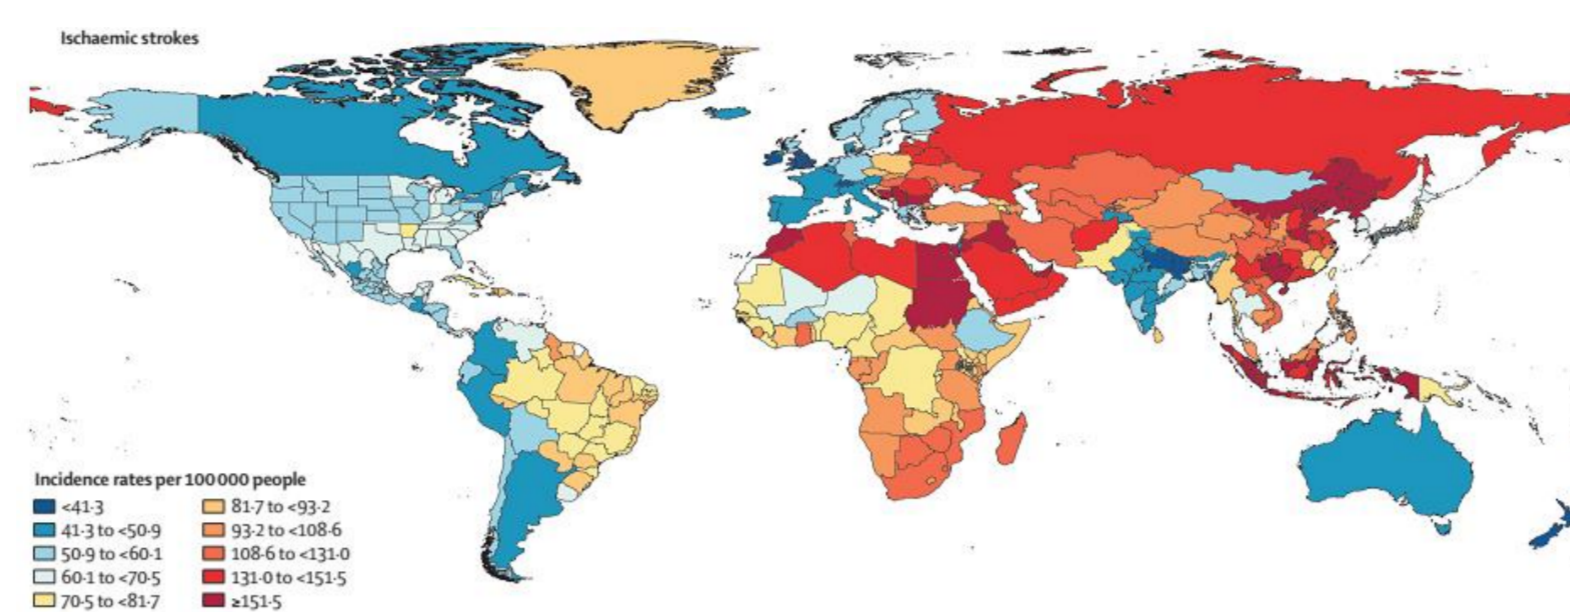 Ischaemic strokes
Incidence rates per 100 000 people
<41·3
41·3 to <50·9
50·9 to <60·1
60·1 to <70·5
70·5 to <81·7
81·7 to <93·2
93·2 to <108·6
108·6 to <131·0
131·0 to <151·5
≥151·5